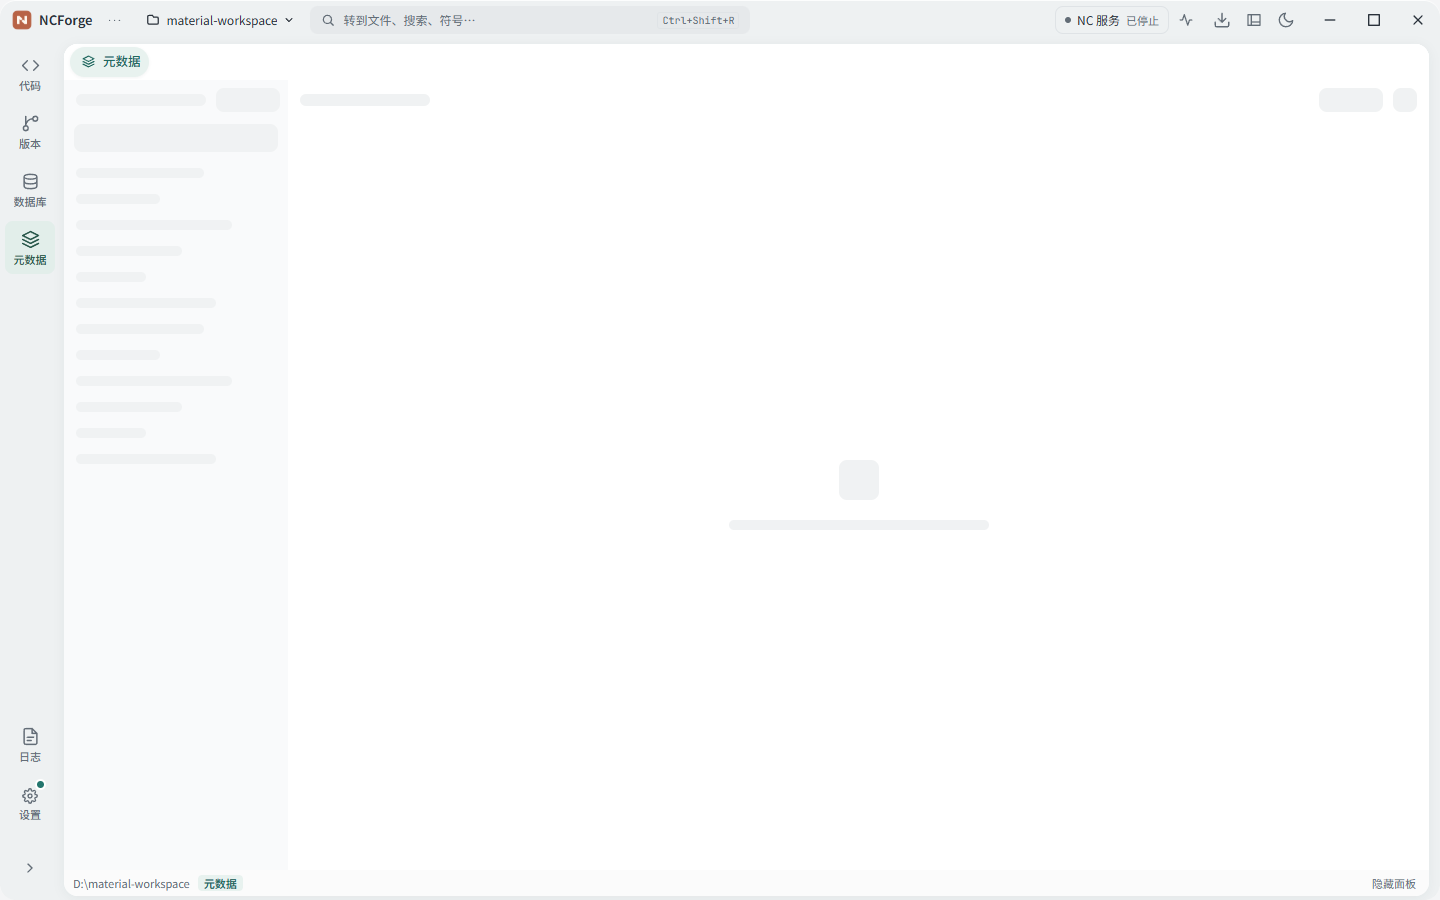 NCForge ··· material-workspace 转到文件、搜索、符号… Ctrl+Shift+R NC 服务 已停止
元数据
代码
版本
数据库
元数据
日志
设置
D:\material-workspace 元数据 隐藏面板